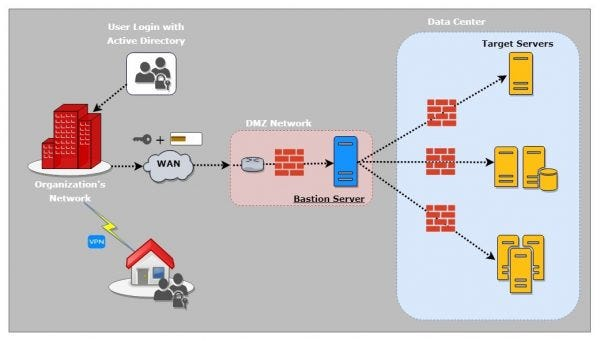 User Login with
Active Directory
Data Center
Target Servers
DMZ Network
WAN
Bastion Server
Organization's
Network
VPN